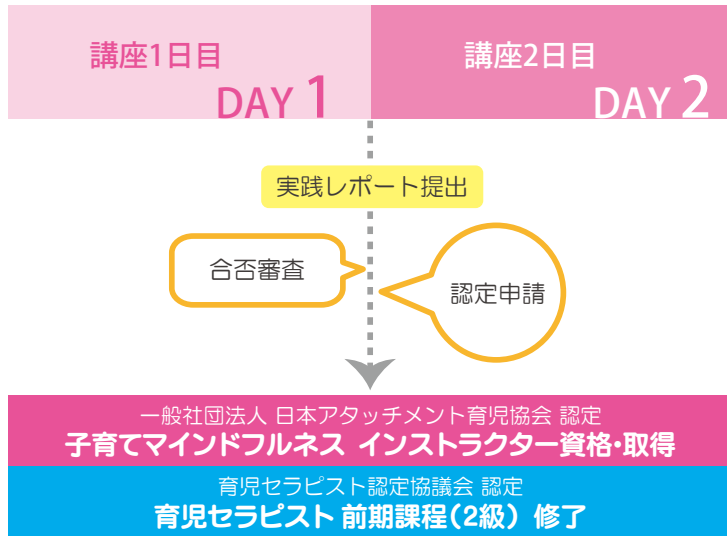 講座1日目
DAY 1
講座2日目
DAY 2
実践レポート提出
合否審査
認定申請
一般社団法人 日本アタッチメント育児協会 認定
子育てマインドフルネス インストラクター資格・取得
育児セラピスト認定協議会 認定
育児セラピスト 前期課程(2級) 修了